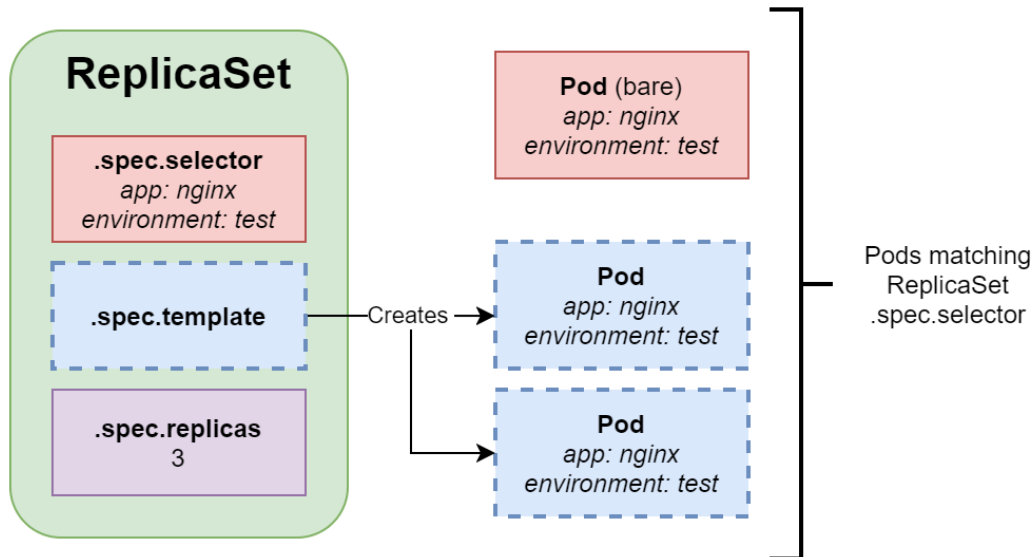 ReplicaSet
.spec.selector
app: nginx
environment: test
.spec.template
.spec.replicas
3
Creates
Pod (bare)
app: nginx
environment: test
Pod
app: nginx
environment: test
Pod
app: nginx
environment: test
Pods matching
ReplicaSet
.spec.selector